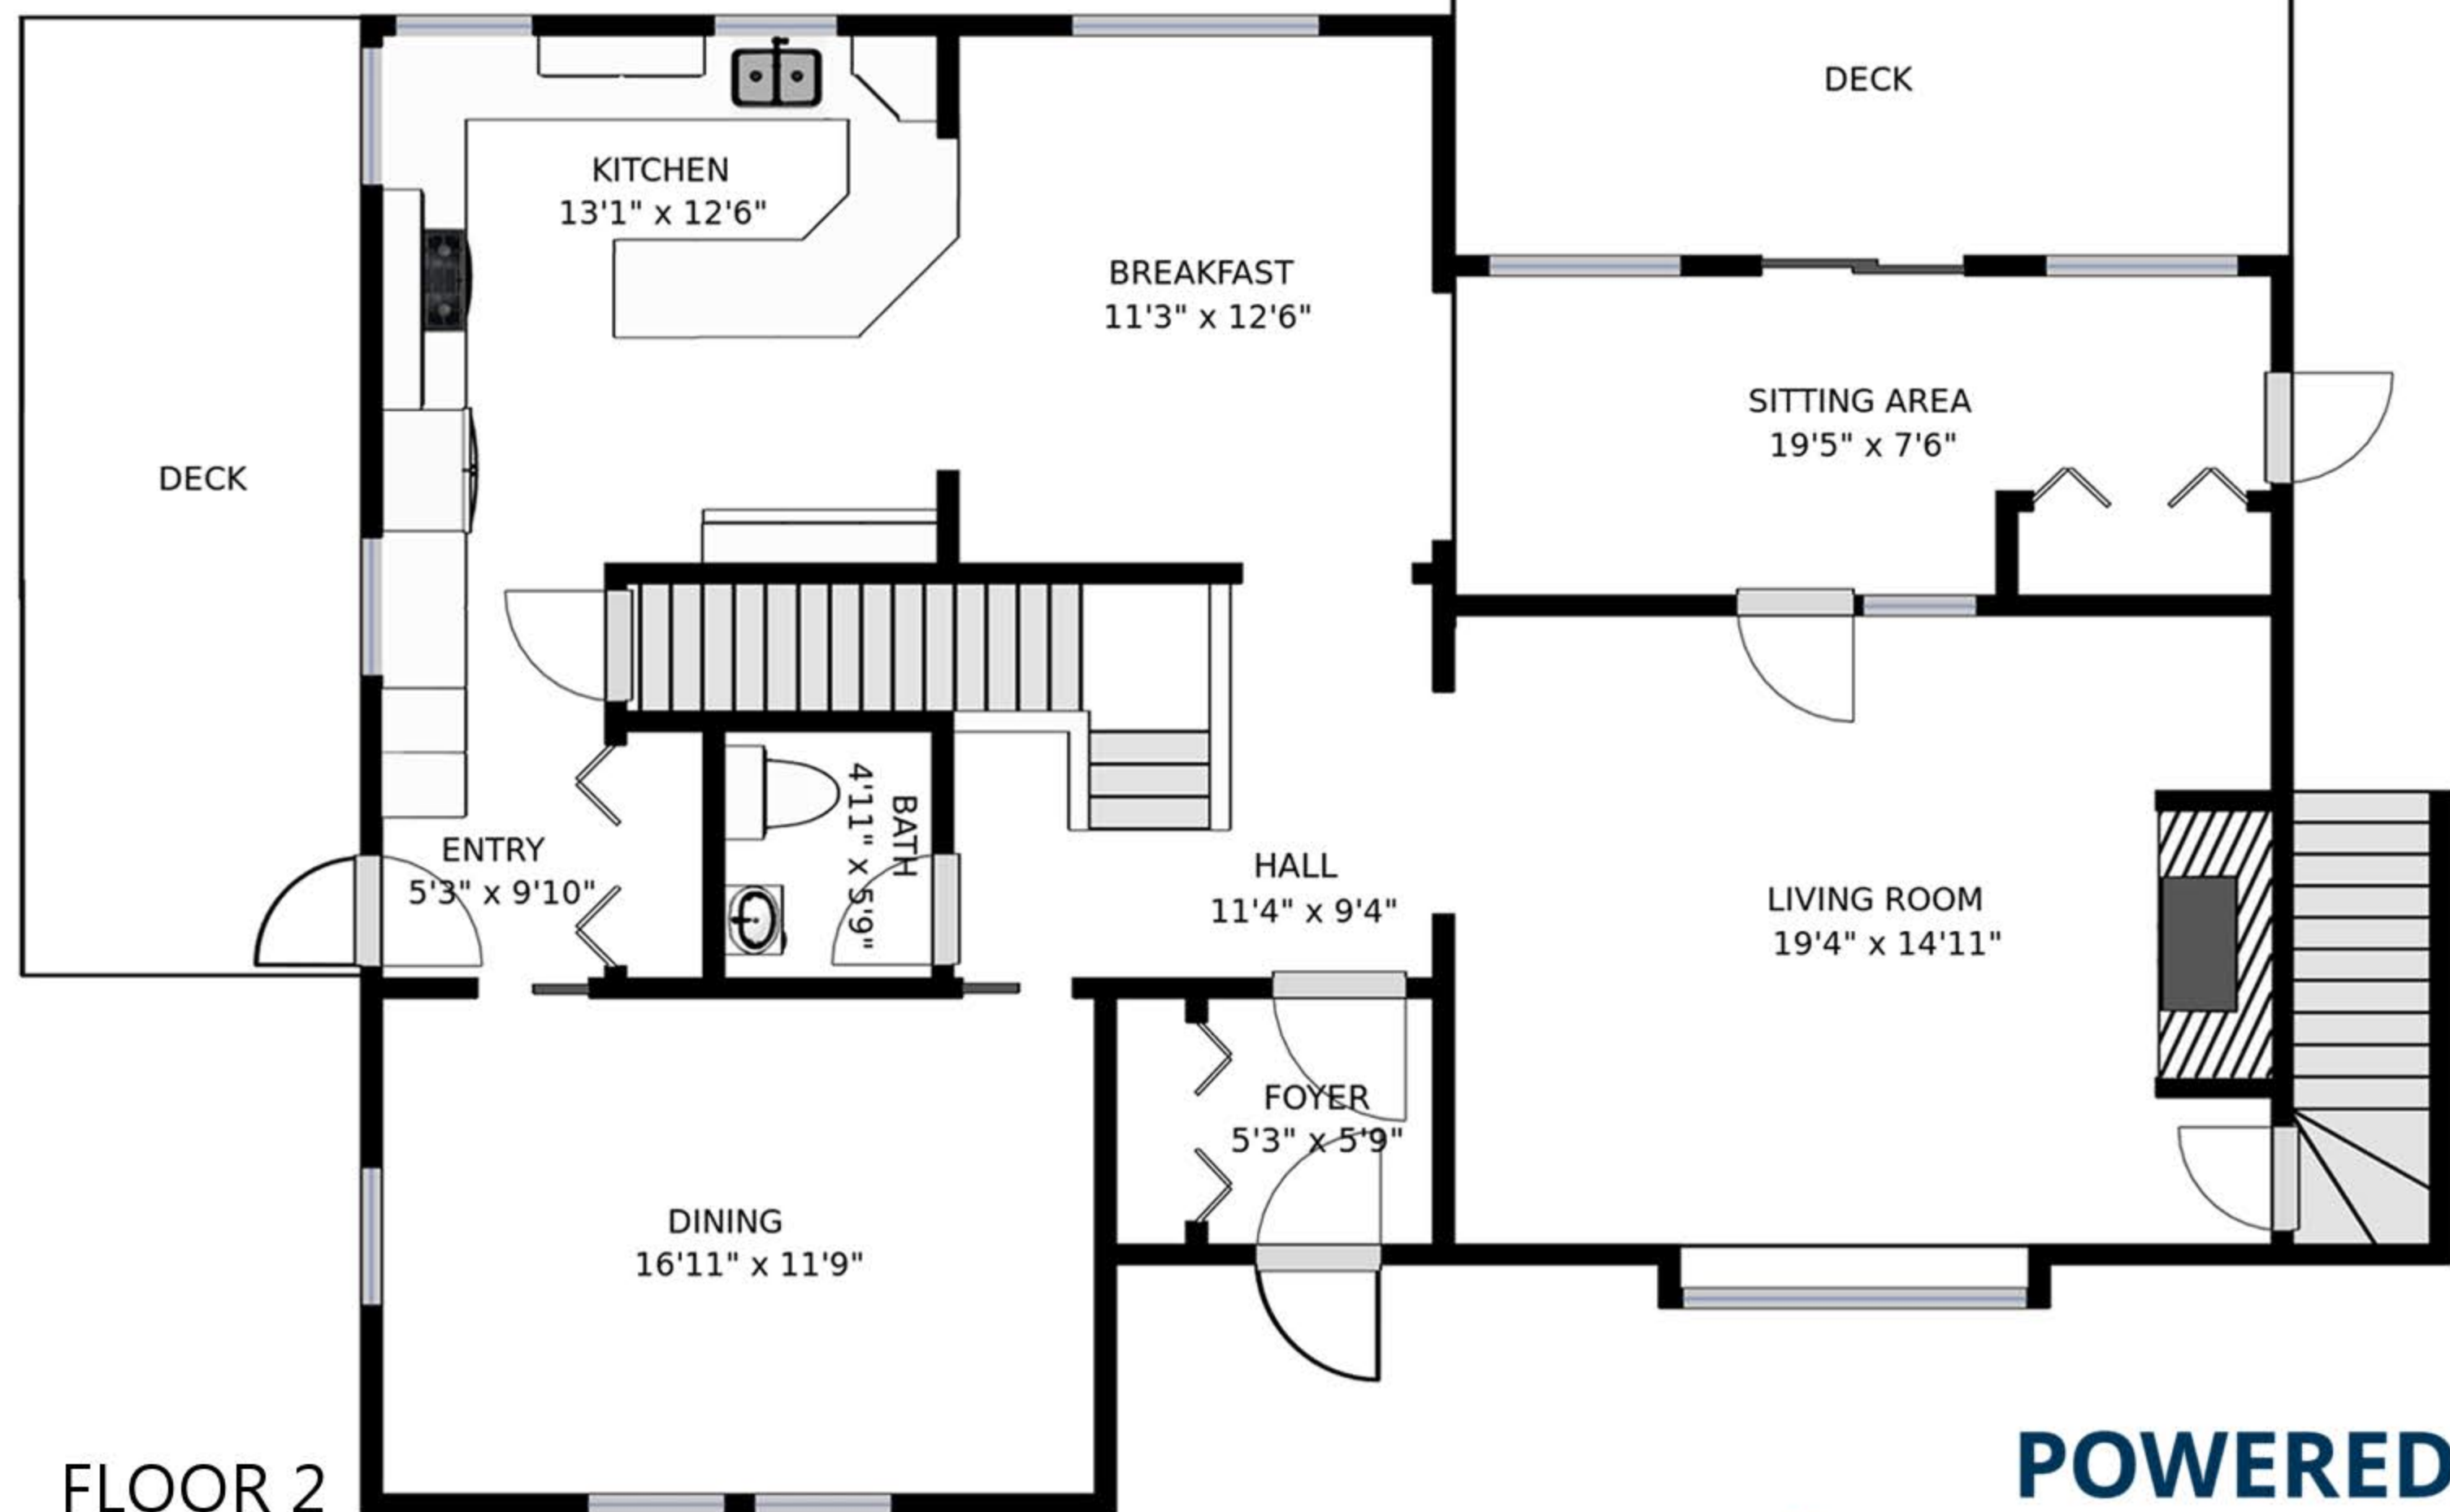 DECK
KITCHEN
13'1" x 12'6"
BREAKFAST
11'3" x 12'6"
SITTING AREA
19'5" x 7'6"
DECK
ENTRY
5'3" x 9'10"
BATH
4'11" x 5'9"
HALL
11'4" x 9'4"
LIVING ROOM
19'4" x 14'11"
FOYER
5'3" x 5'9"
DINING
16'11" x 11'9"
FLOOR 2
POWERED